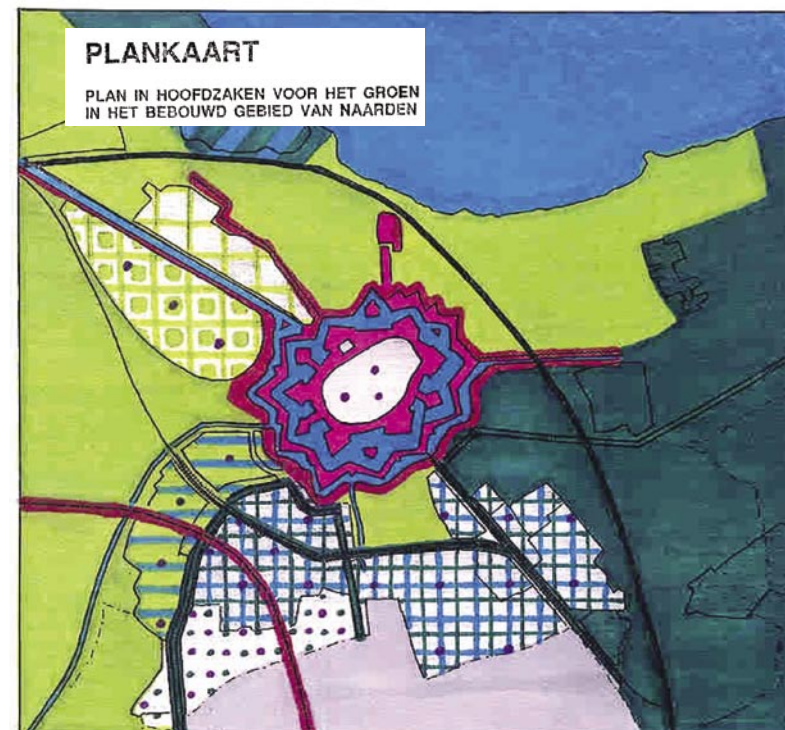 PLANKAART
PLAN IN HOOFDZAKEN VOOR HET GROEN
IN HET BEBOUWD GEBIED VAN NAARDEN